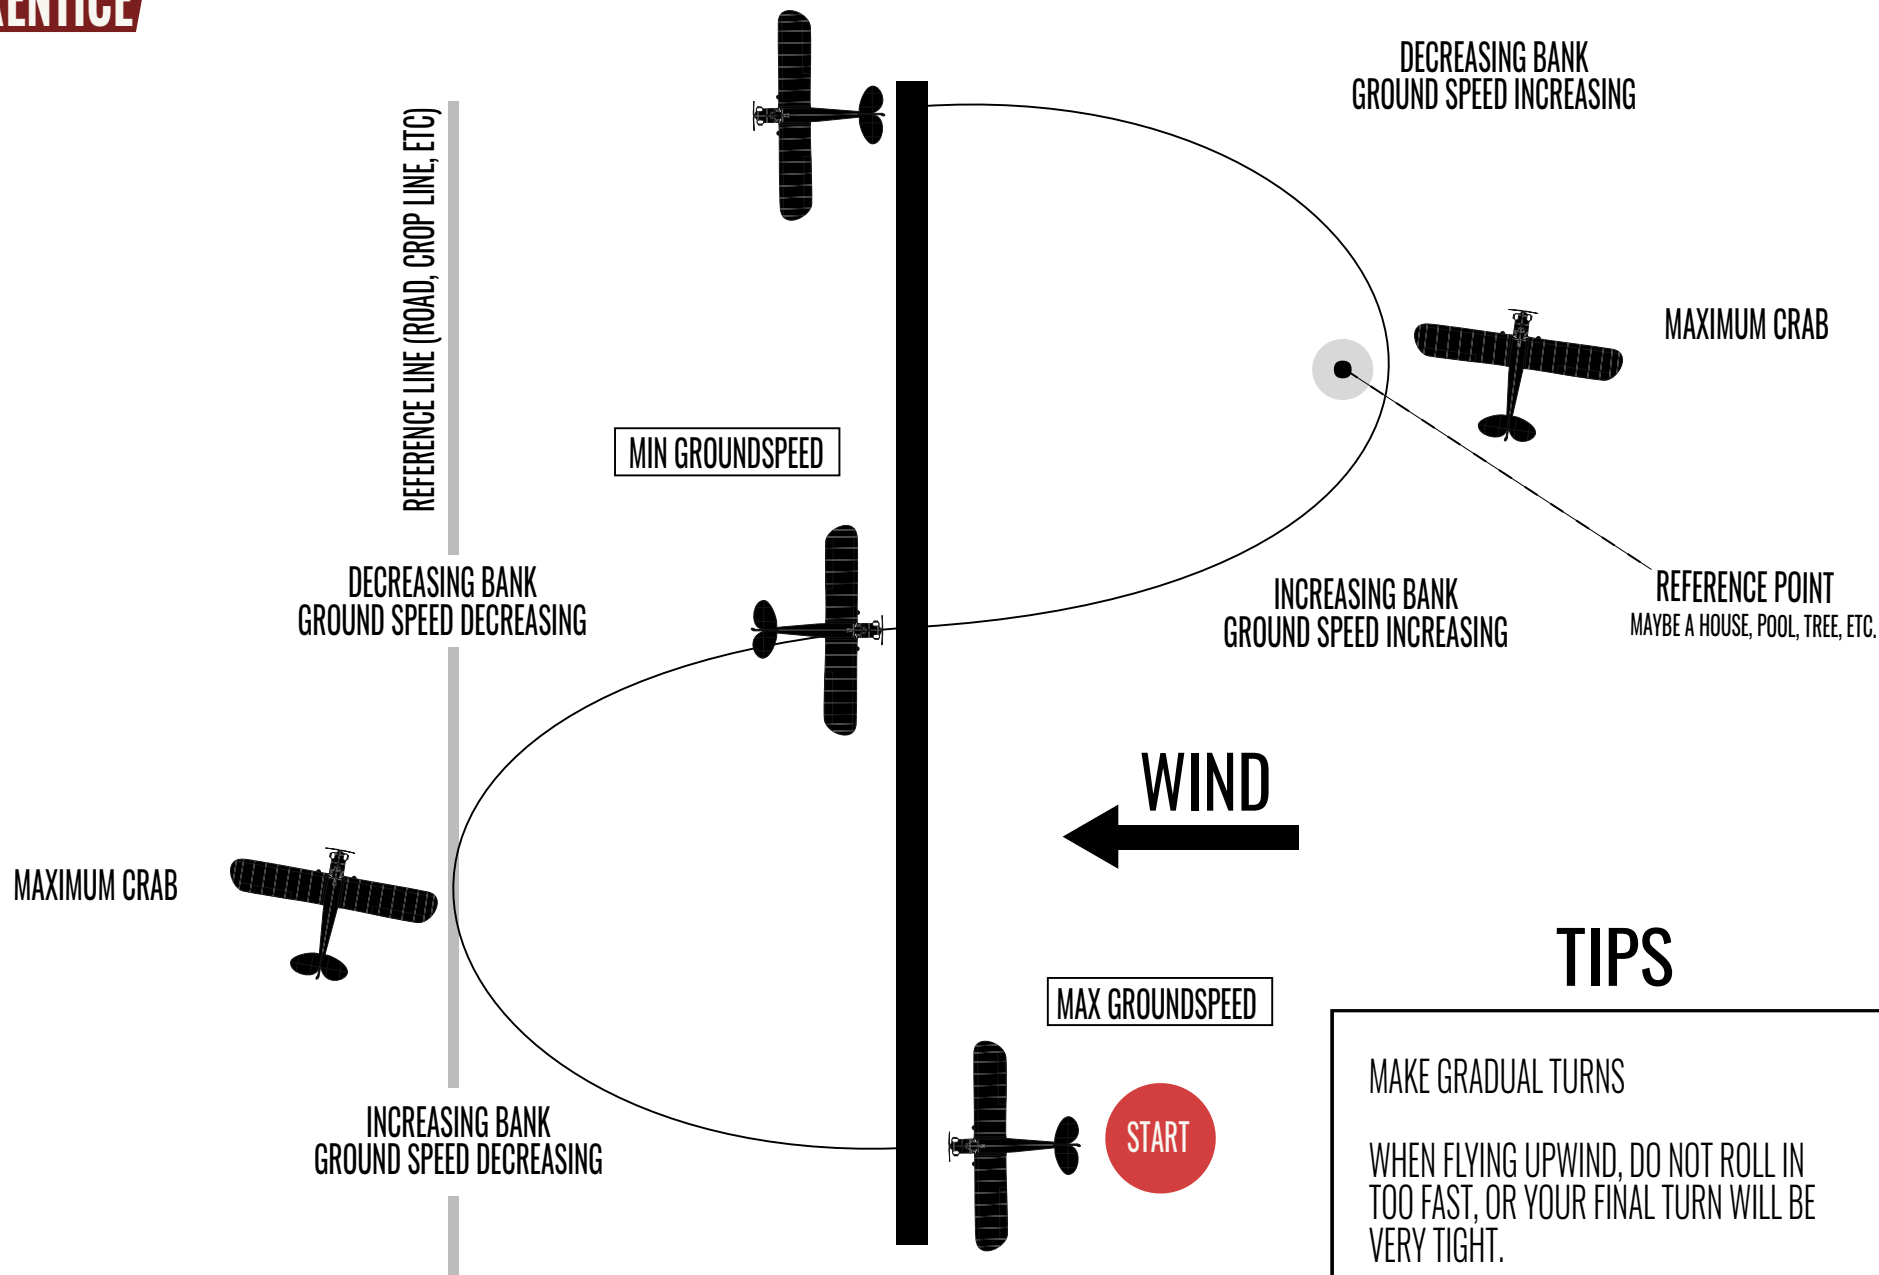 DECREASING BANK
GROUND SPEED INCREASING
REFERENCE LINE (ROAD, CROP LINE, ETC)
MAXIMUM CRAB
MIN GROUNDSPEED
DECREASING BANK
GROUND SPEED DECREASING
INCREASING BANK
GROUND SPEED INCREASING
REFERENCE POINT
MAYBE A HOUSE, POOL, TREE, ETC.
WIND
MAXIMUM CRAB
TIPS
MAX GROUNDSPEED
START
INCREASING BANK
GROUND SPEED DECREASING
MAKE GRADUAL TURNS
WHEN FLYING UPWIND, DO NOT ROLL IN
TOO FAST, OR YOUR FINAL TURN WILL BE
VERY TIGHT.